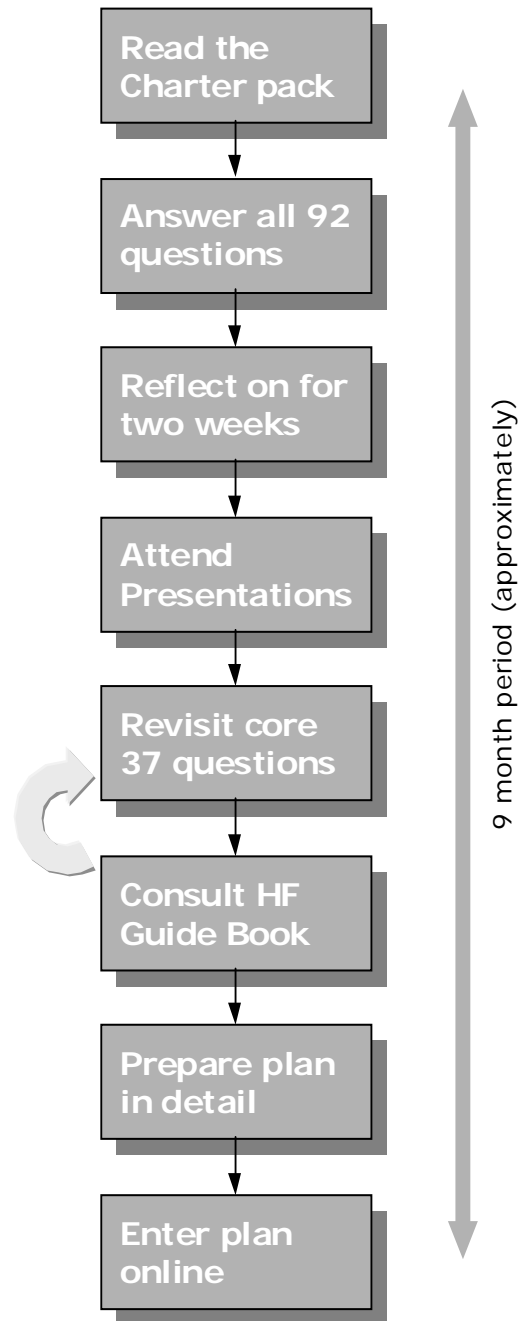 Read the
Charter pack
Answer all 92
questions
Reflect on for
two weeks
Attend
Presentations
Revisit core
37 questions
Consult HF
Guide Book
Prepare plan
in detail
Enter plan
online
9 month period (approximately)